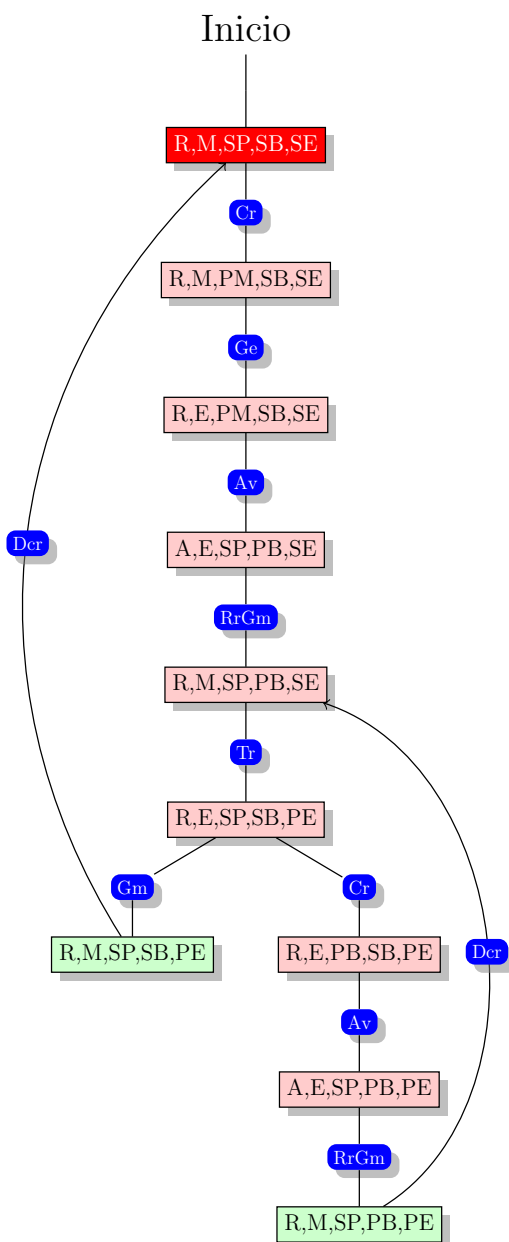 Inicio
R,M,SP,SB,SE
Cr
R,M,PM,SB,SE
Ge
R,E,PM,SB,SE
Av
Dcr
A,E,SP,PB,SE
RrGm
R,M,SP,PB,SE
Tr
R,E,SP,SB,PE
Gm
Cr
R,M,SP,SB,PE
R,E,PB,SB,PE
Dcr
Av
A,E,SP,PB,PE
RrGm
R,M,SP,PB,PE